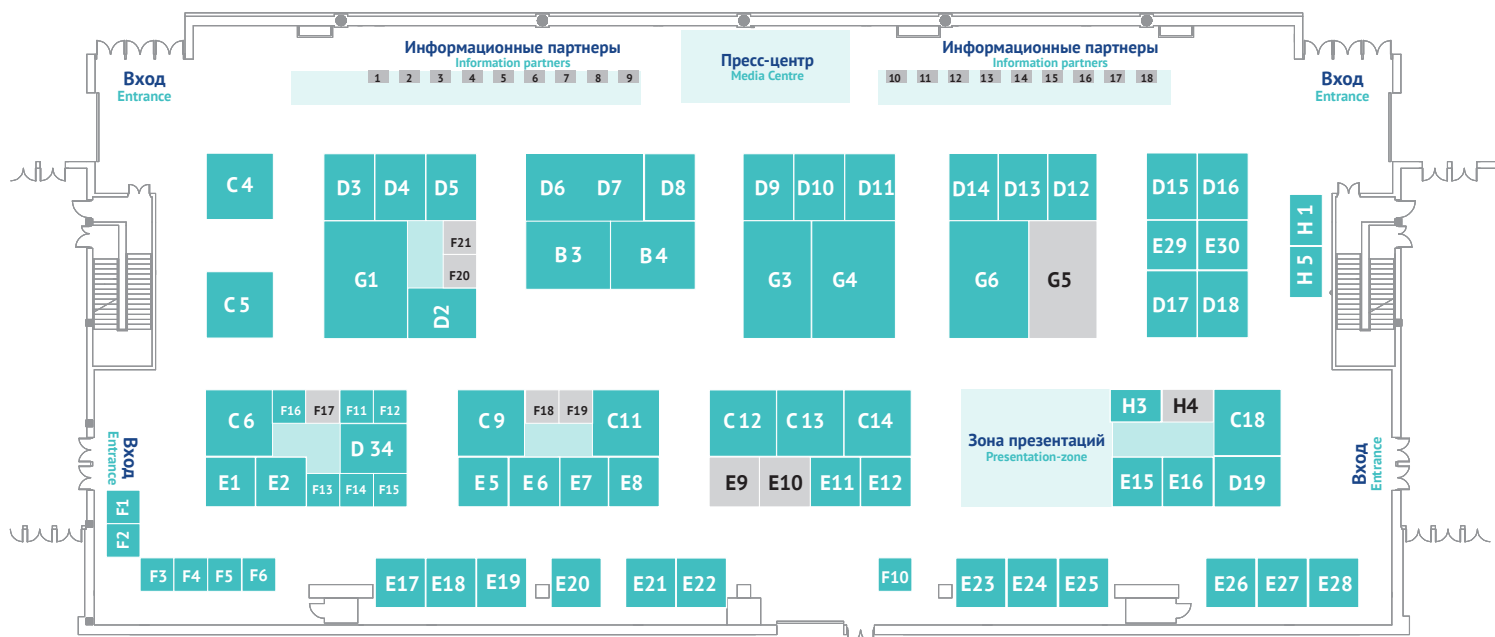 Информационные партнеры
Information partners
1 2 3 4 5 6 7 8 9
Пресс-центр
Media Centre
Информационные партнеры
Information partners
10 11 12 13 14 15 16 17 18
Вход
Entrance
Вход
Entrance
C 4
D3 D4 D5
D6 D7 D8
D9 D10 D11
D14 D13 D12
D15 D16
H 1
F21
E29 E30
B 3 B 4
F20
G1
G3 G4
G6 G5
H 5
C 5
D2
D17 D18
C 6
F16 F17 F11 F12
C 9
F18 F19
C 11
C 12 C 13 C 14
H3 H4
C 18
D 34
Зона презентаций
Presentation-zone
Вход
Entrance
Вход
Entrance
E1 E2
F13 F14 F15
E 5 E 6 E7 E8
E9 E10 E11 E12
E15 E16 D19
F1
F2
F3 F4 F5 F6
E17 E18 E19
E20
E21 E22
F10
E23 E24 E25
E26 E27 E28